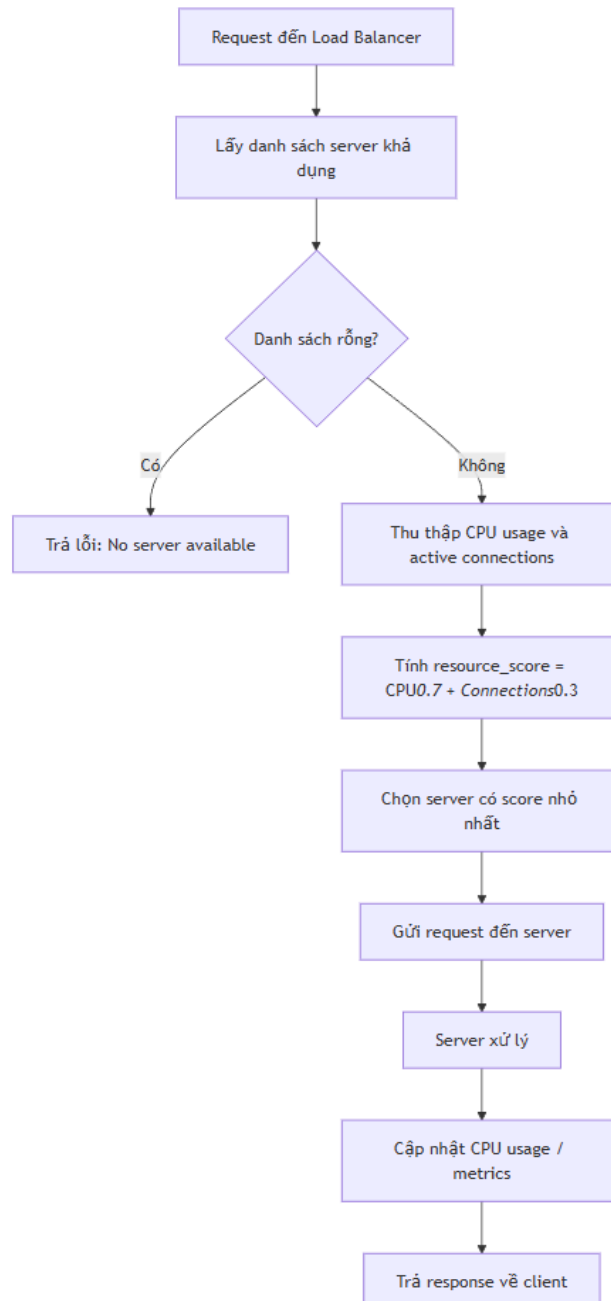 Request đến Load Balancer
Lấy danh sách server khả
dụng
Danh sách rỗng?
Có
Không
Trả lỗi: No server available
Thu thập CPU usage và
active connections
Tính resource_score =
CPU0.7 + Connections0.3
Chọn server có score nhỏ
nhất
Gửi request đến server
Server xử lý
Cập nhật CPU usage /
metrics
Trả response về client